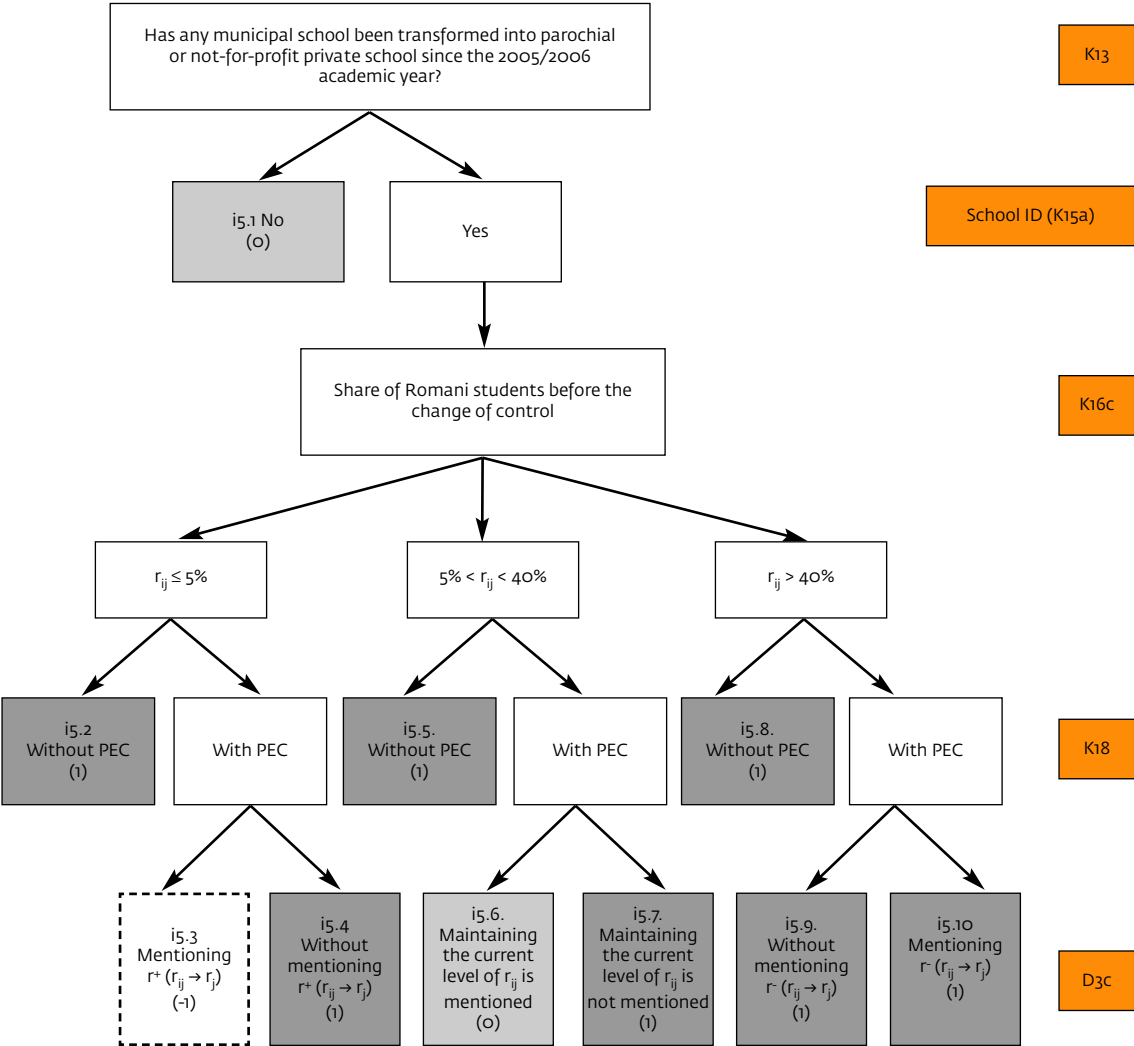 Has any municipal school been transformed into parochial
or not-for-profit private school since the 2005/2006
academic year?
K13
i5.1 No
(0)
Yes
School ID (K15a)
Share of Romani students before the
change of control
K16c
rij ≤ 5%
5% < rij < 40%
rij > 40%
i5.2
Without PEC
(1)
With PEC
i5.5.
Without PEC
(1)
With PEC
i5.8.
Without PEC
(1)
With PEC
K18
i5.3
Mentioning
r+ (rij → rj)
(-1)
i5.4
Without
mentioning
r+ (rij → rj)
(1)
i5.6.
Maintaining
the current
level of rij is
mentioned
(0)
i5.7.
Maintaining
the current
level of rij is
not mentioned
(1)
i5.9.
Without
mentioning
r- (rij → rj)
(1)
i5.10
Mentioning
r- (rij → rj)
(1)
D3c